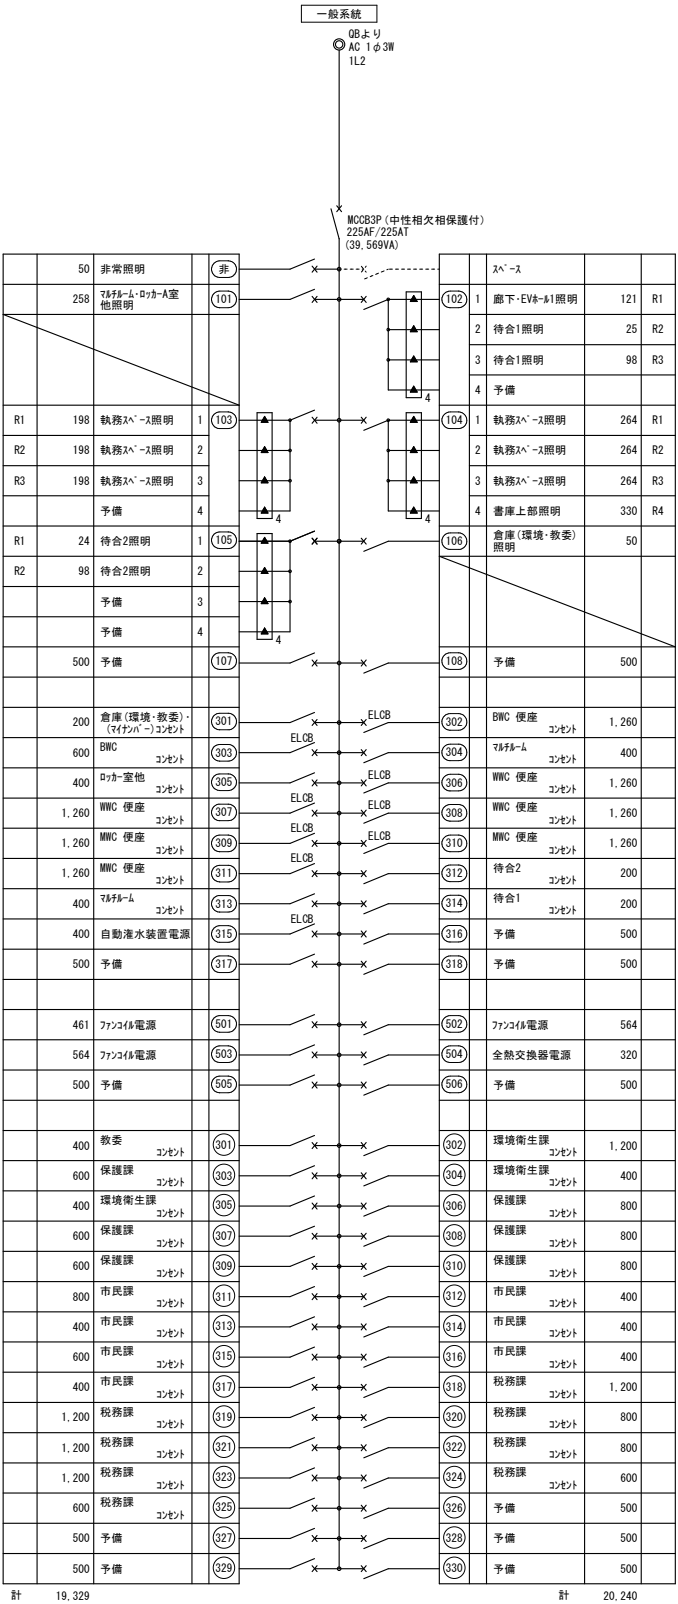 一般系統
QBより
AC 1φ3W
1L2
MCCB3P(中性相欠相保護付)
225AF/225AT
(39,569VA)
50 非常照明 非 スペース
258 マルチルーム・ロッカーA室他照明 101 102 1 廊下・EVホール1照明 121 R1
2 待合1照明 25 R2
3 待合1照明 98 R3
4 予備
4
R1 198 執務スペース照明 1 103 104 1 執務スペース照明 264 R1
R2 198 執務スペース照明 2 2 執務スペース照明 264 R2
R3 198 執務スペース照明 3 3 執務スペース照明 264 R3
予備 4 4 書庫上部照明 330 R4
4 4
R1 24 待合2照明 1 105 106 倉庫(環境・教委)照明 50
R2 98 待合2照明 2
予備 3
予備 4
4
500 予備 107 108 予備 500
200 倉庫(環境・教委)・(マイナンバー)コンセント 301 ELCB 302 BWC 便座 コンセント 1,260
600 BWC コンセント 303 ELCB 304 マルチルーム コンセント 400
400 ロッカー室他 コンセント 305 ELCB 306 WWC 便座 コンセント 1,260
1,260 WWC 便座 コンセント 307 ELCB ELCB 308 WWC 便座 コンセント 1,260
1,260 MWC 便座 コンセント 309 ELCB ELCB 310 MWC 便座 コンセント 1,260
1,260 MWC 便座 コンセント 311 ELCB 312 待合2 コンセント 200
400 マルチルーム コンセント 313 314 待合1 コンセント 200
400 自動潅水装置電源 315 ELCB 316 予備 500
500 予備 317 318 予備 500
461 ファンコイル電源 501 502 ファンコイル電源 564
564 ファンコイル電源 503 504 全熱交換器電源 320
500 予備 505 506 予備 500
400 教委 コンセント 301 302 環境衛生課 コンセント 1,200
600 保護課 コンセント 303 304 環境衛生課 コンセント 400
400 環境衛生課 コンセント 305 306 保護課 コンセント 800
600 保護課 コンセント 307 308 保護課 コンセント 800
600 保護課 コンセント 309 310 保護課 コンセント 800
800 市民課 コンセント 311 312 市民課 コンセント 400
400 市民課 コンセント 313 314 市民課 コンセント 400
600 市民課 コンセント 315 316 市民課 コンセント 400
400 市民課 コンセント 317 318 税務課 コンセント 1,200
1,200 税務課 コンセント 319 320 税務課 コンセント 800
1,200 税務課 コンセント 321 322 税務課 コンセント 800
1,200 税務課 コンセント 323 324 税務課 コンセント 600
600 税務課 コンセント 325 326 予備 500
500 予備 327 328 予備 500
500 予備 329 330 予備 500
計 19,329 計 20,240